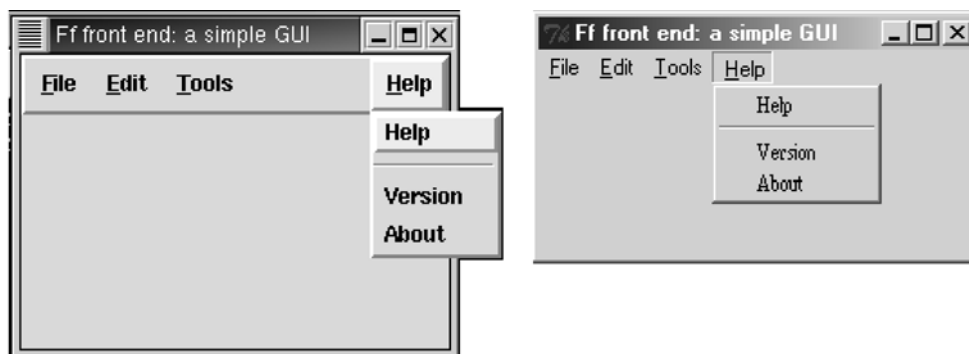 Ff front end: a simple GUI
File Edit Tools Help
Help
Version
About
7k Ff front end: a simple GUI
File Edit Tools Help
Help
Version
About